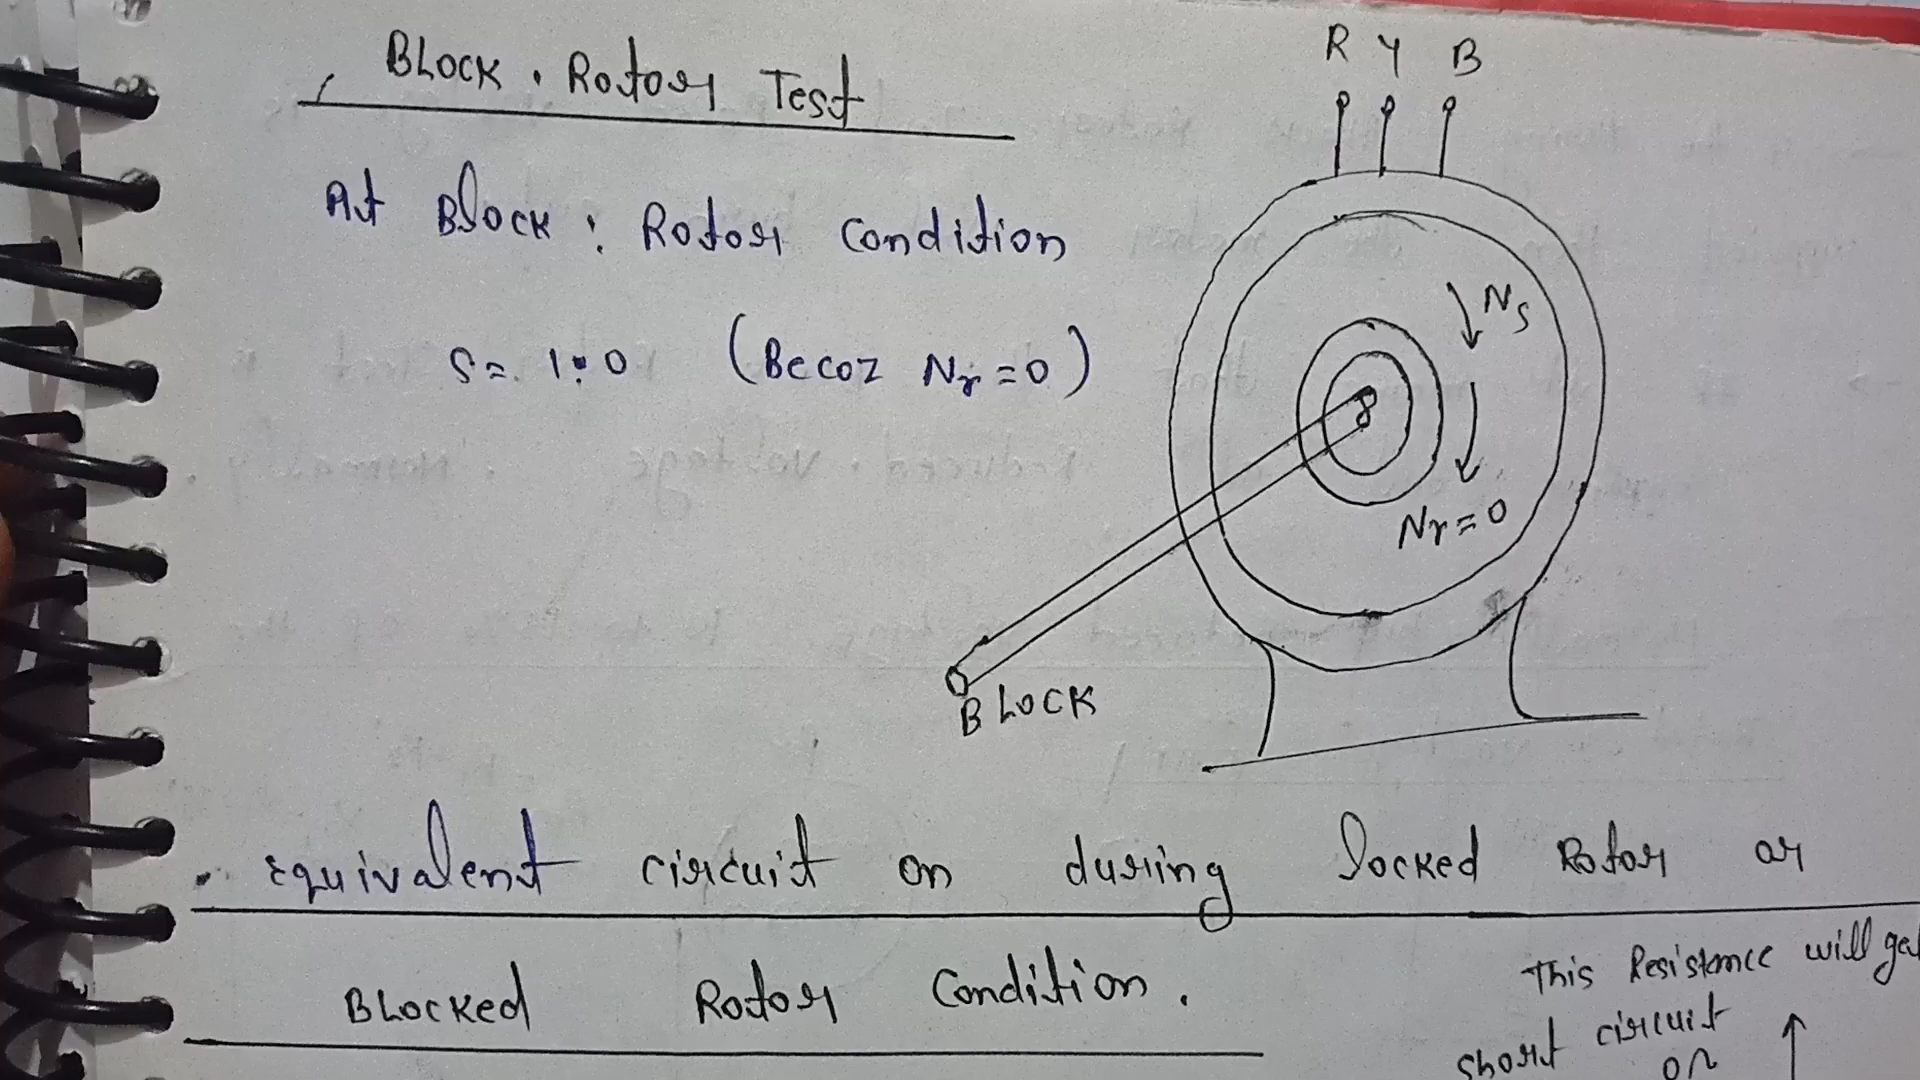 BLOCK . Rotor Test
R Y B
At Block : Rotor Condition
S = 1.0 (Becoz Nr = 0)
Ns
Nr = 0
BLOCK
. equivalent circuit on during locked Rotor or
Blocked Rotor Condition.
This Resistance will
short circuit
on